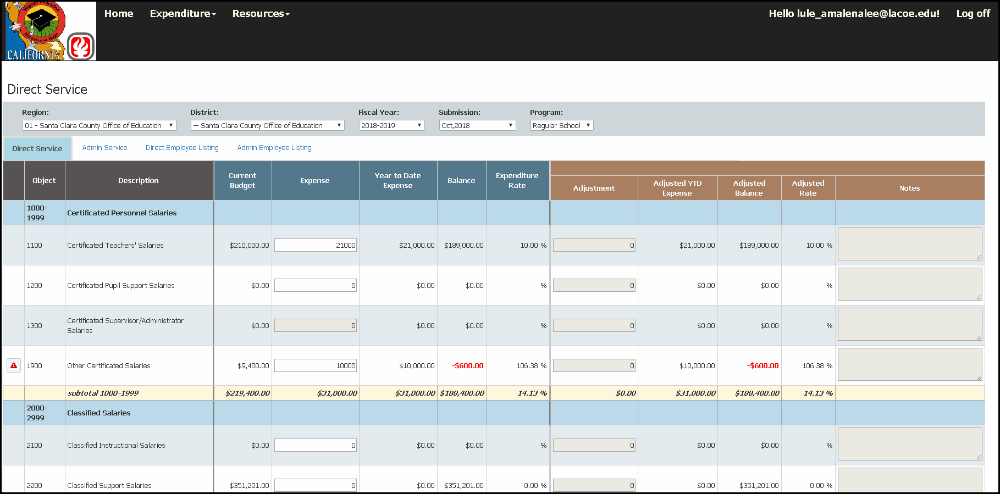 Migrant Education
Harvests of Hope
CALIFORNIA
Home Expenditure Resources Hello lule_amalenalee@lacoe.edu! Log off
Direct Service
Region: District: Fiscal Year: Submission: Program:
01 - Santa Clara County Office of Education -- Santa Clara County Office of Education 2018-2019 Oct,2018 Regular School
Direct Service Admin Service Direct Employee Listing Admin Employee Listing
Object Description Current Budget Expense Year to Date Expense Balance Expenditure Rate Adjustment Adjusted YTD Expense Adjusted Balance Adjusted Rate Notes
1000-1999 Certificated Personnel Salaries
1100 Certificated Teachers' Salaries $210,000.00 21000 $21,000.00 $189,000.00 10.00 % 0 $21,000.00 $189,000.00 10.00 %
1200 Certificated Pupil Support Salaries $0.00 0 $0.00 $0.00 % 0 $0.00 $0.00 %
1300 Certificated Supervisor/Administrator Salaries $0.00 0 $0.00 $0.00 % 0 $0.00 $0.00 %
1900 Other Certificated Salaries $9,400.00 10000 $10,000.00 -$600.00 106.38 % 0 $10,000.00 -$600.00 106.38 %
subtotal 1000-1999 $219,400.00 $31,000.00 $31,000.00 $188,400.00 14.13 % $0.00 $31,000.00 $188,400.00 14.13 %
2000-2999 Classified Salaries
2100 Classified Instructional Salaries $0.00 0 $0.00 $0.00 % 0 $0.00 $0.00 %
2200 Classified Support Salaries $351,201.00 0 $0.00 $351,201.00 0.00 % 0 $0.00 $351,201.00 0.00 %